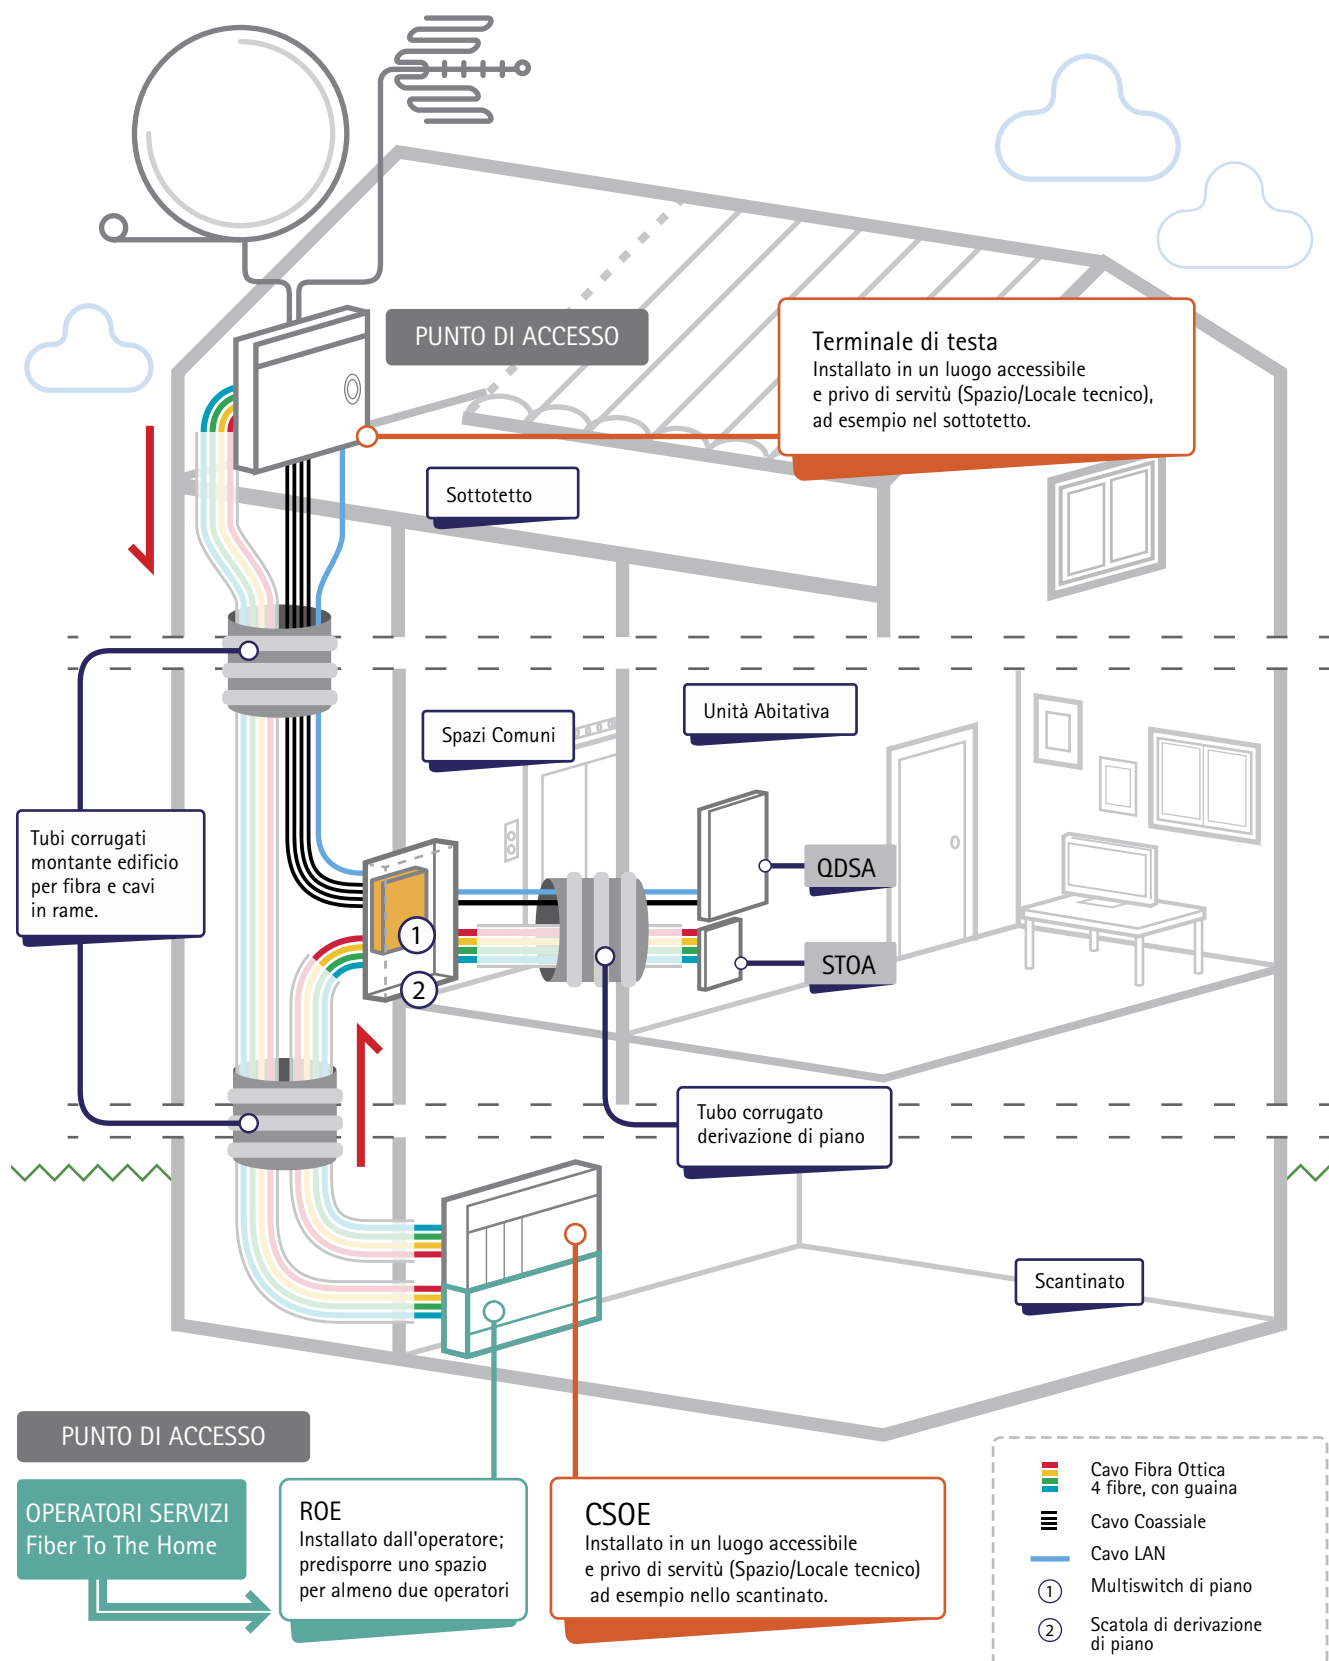 PUNTO DI ACCESSO
Terminale di testa
Installato in un luogo accessibile
e privo di servitù (Spazio/Locale tecnico),
ad esempio nel sottotetto.
Sottotetto
Unità Abitativa
Spazi Comuni
Tubi corrugati
montante edificio
per fibra e cavi
in rame.
QDSA
1
STOA
2
Tubo corrugato
derivazione di piano
Scantinato
PUNTO DI ACCESSO
OPERATORI SERVIZI
Fiber To The Home
ROE
Installato dall'operatore;
predisporre uno spazio
per almeno due operatori
CSOE
Installato in un luogo accessibile
e privo di servitù (Spazio/Locale tecnico)
ad esempio nello scantinato.
Cavo Fibra Ottica
4 fibre, con guaina
Cavo Coassiale
Cavo LAN
1 Multiswitch di piano
2 Scatola di derivazione
di piano